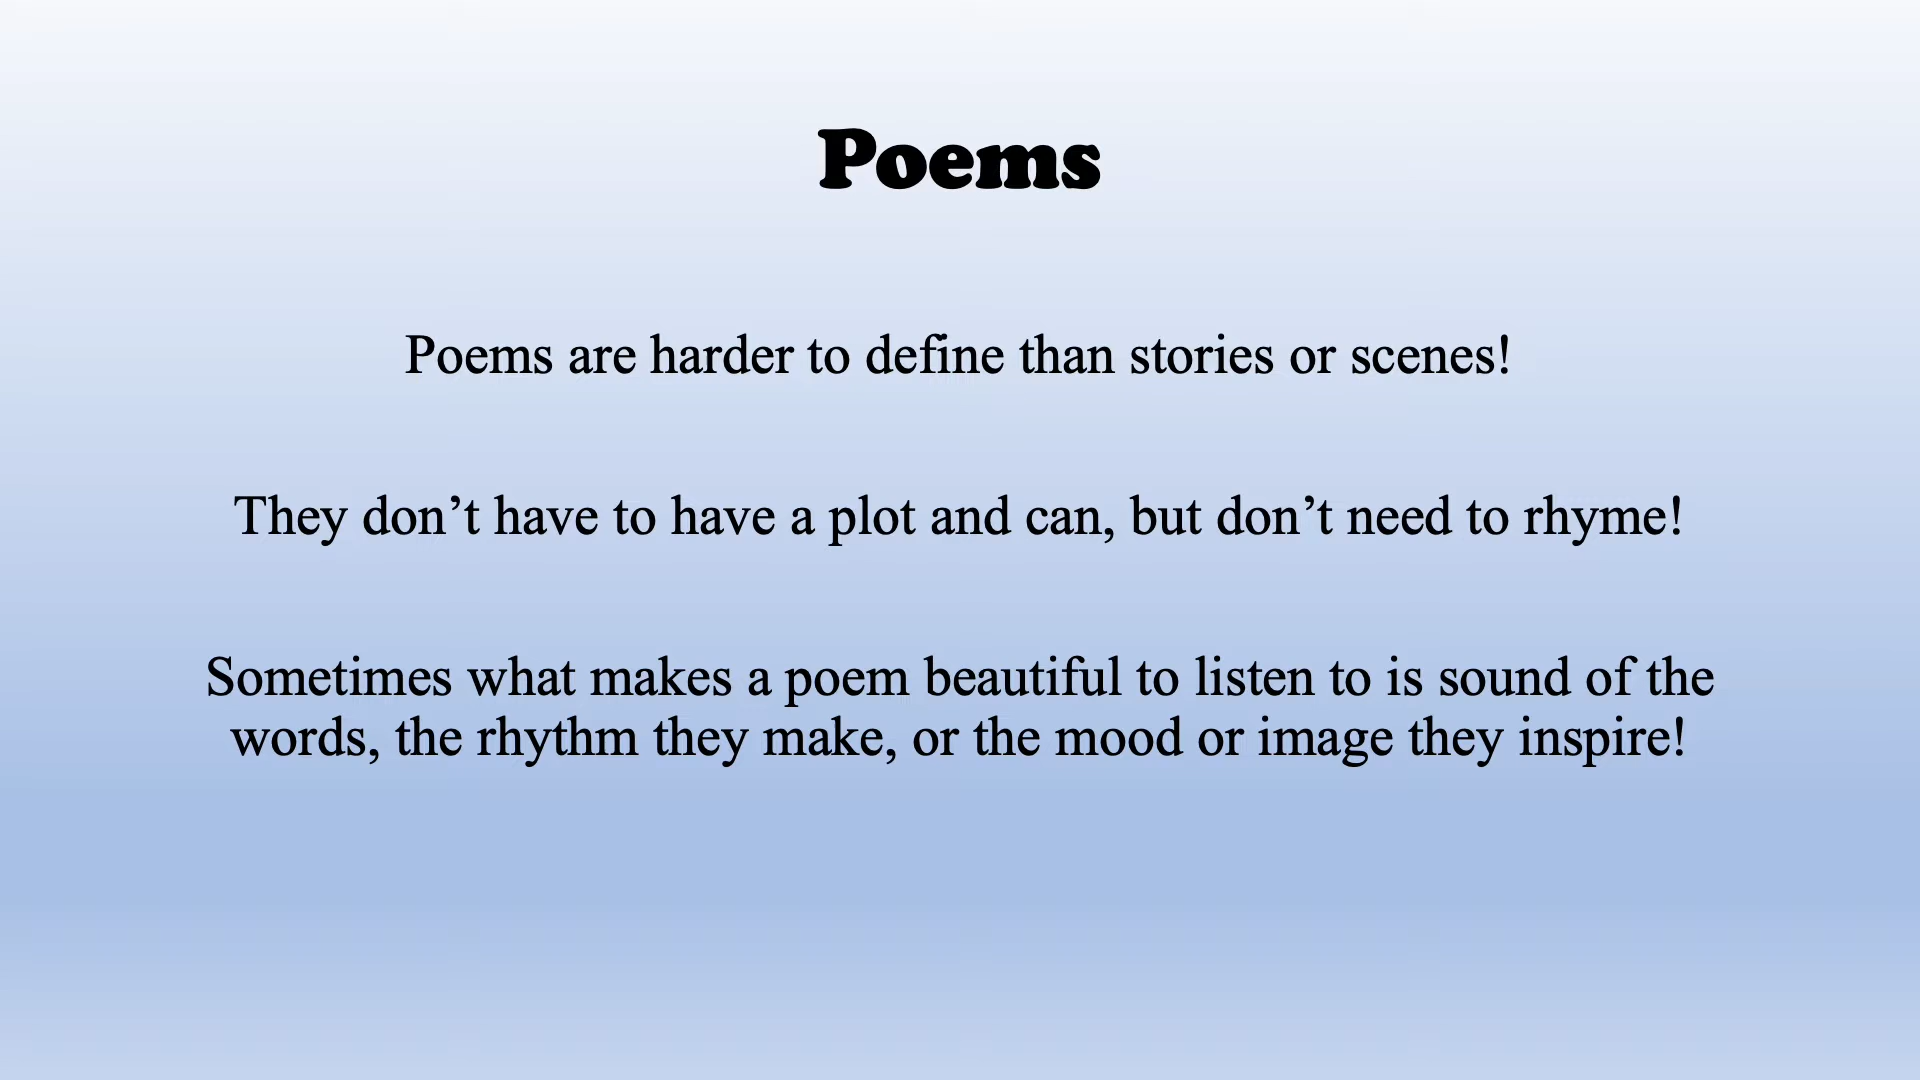 Poems
Poems are harder to define than stories or scenes!
They don’t have to have a plot and can, but don’t need to rhyme!
Sometimes what makes a poem beautiful to listen to is sound of the
words, the rhythm they make, or the mood or image they inspire!